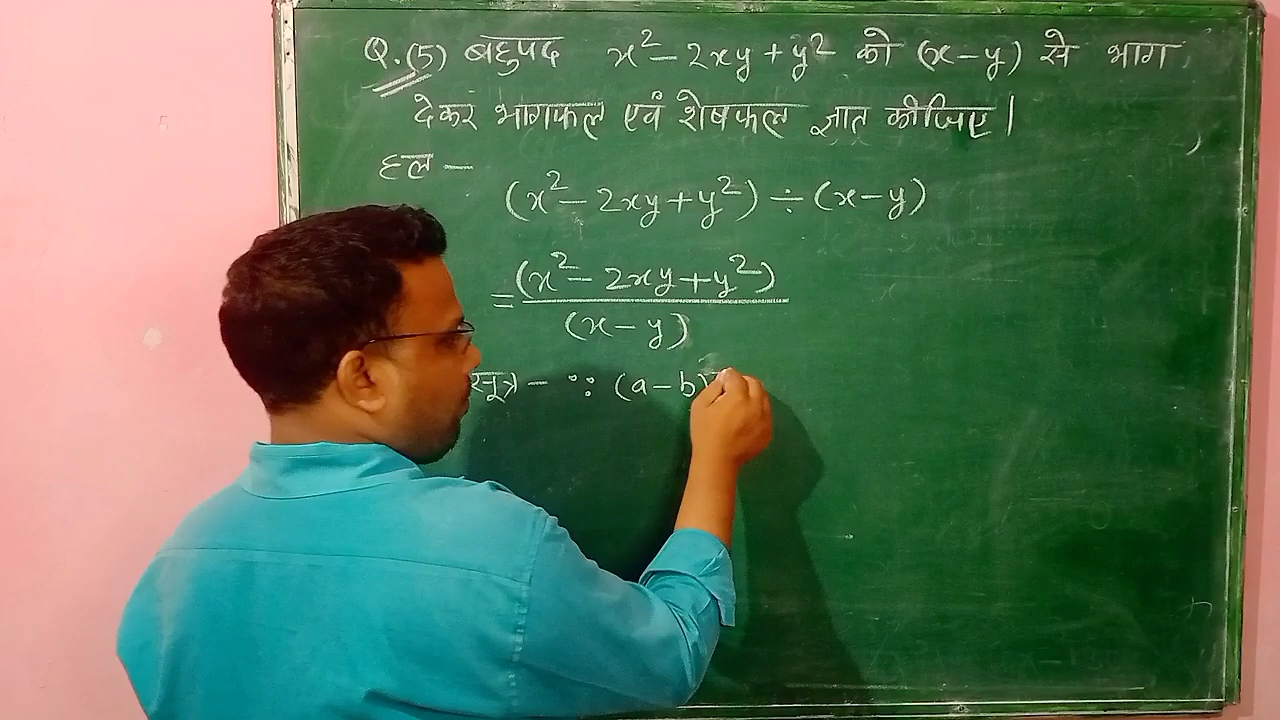 Q.(5) बहुपद x² - 2xy + y² को (x-y) से भाग
देकर भागफल एवं शेषफल ज्ञात कीजिए।
हल -
(x² - 2xy + y²) ÷ (x-y)
= (x² - 2xy + y²)
(x - y)
सूत्र - ∵ (a-b)